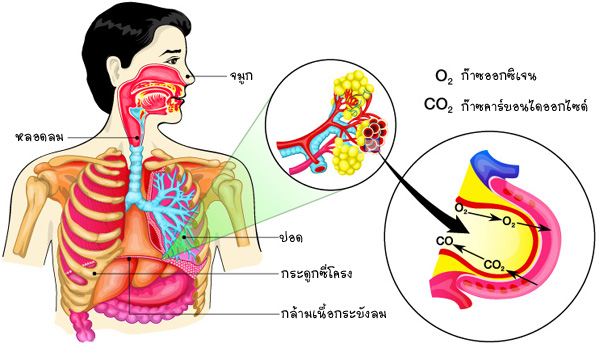 จมูก
O2 ก๊าซออกซิเจน
CO2 ก๊าซคาร์บอนไดออกไซด์
หลอดลม
ปอด
กระดูกซี่โครง
กล้ามเนื้อกระบังลม
O2
O2
CO
CO2